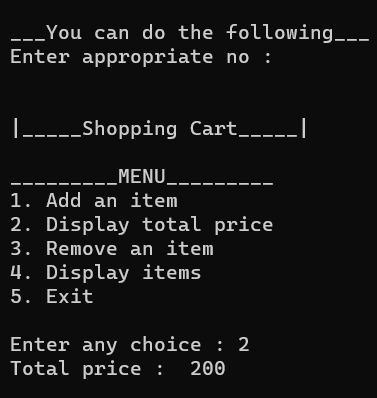 ___You can do the following___
Enter appropriate no :
|_____Shopping Cart_____|
_________MENU_________
1. Add an item
2. Display total price
3. Remove an item
4. Display items
5. Exit
Enter any choice : 2
Total price :  200